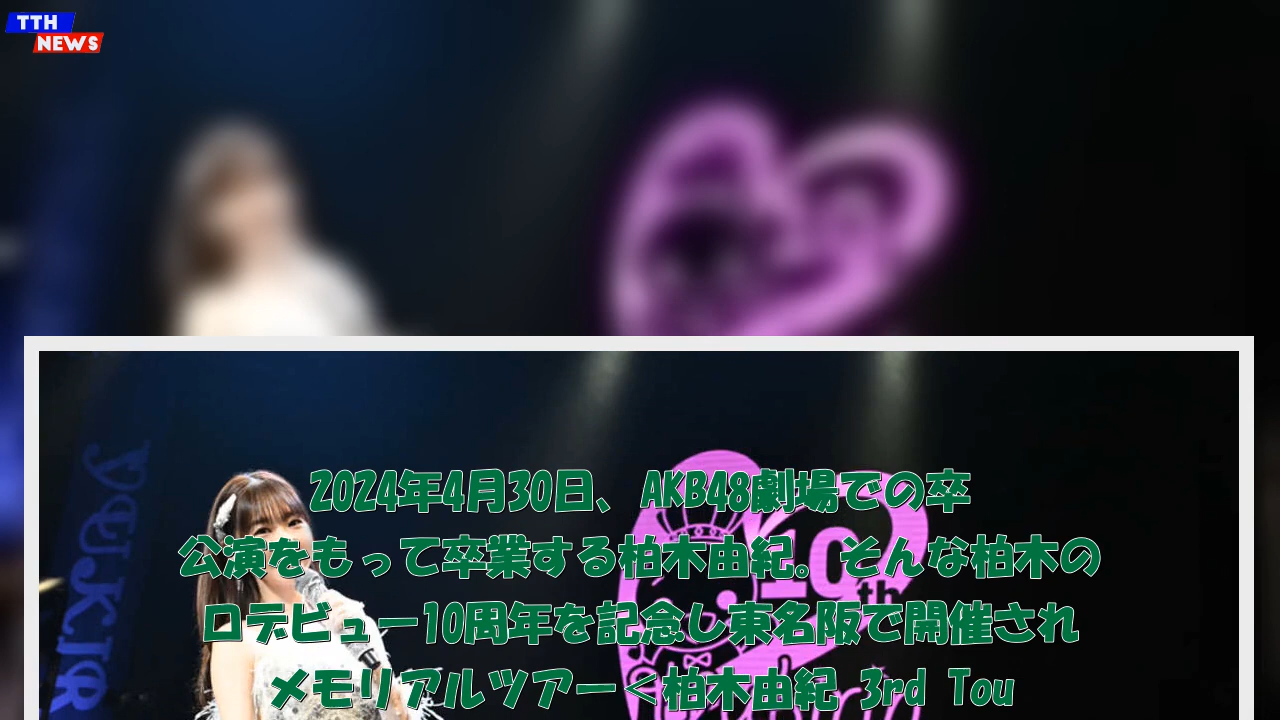 TTH
NEWS
2024年4月30日、AKB48劇場での卒
公演をもって卒業する柏木由紀。そんな柏木の
ロデビュー10周年を記念し東名阪で開催され
メモリアルツアー＜柏木由紀 3rd Tou
10th